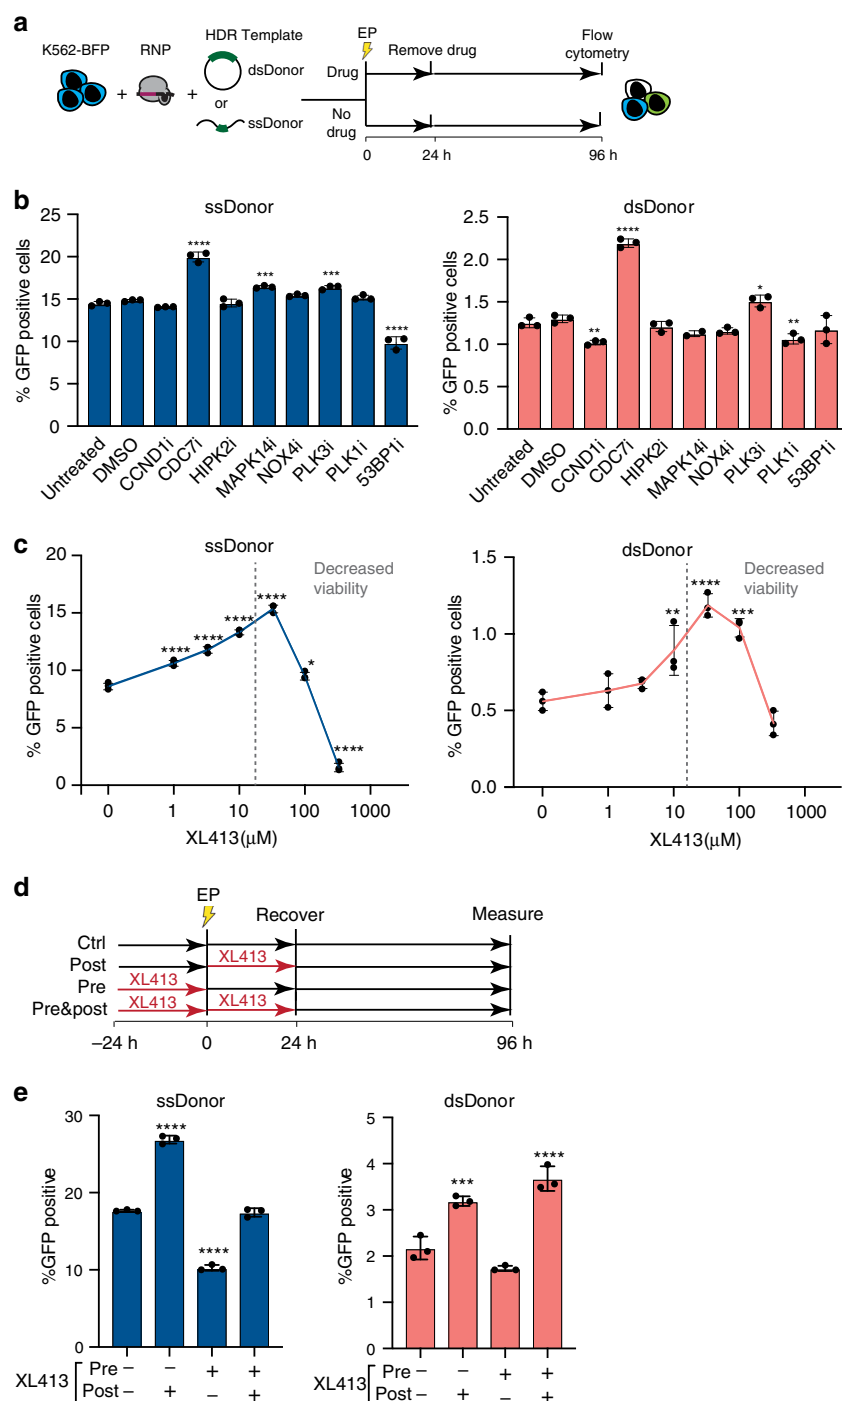 a
K562-BFP
RNP
HDR Template
dsDonor
or
ssDonor
+
+
EP
Remove drug
Flow
cytometry
Drug
No
drug
0
24 h
96 h
b
ssDonor
% GFP positive cells
25
20
15
10
5
0
****
***
***
****
Untreated
DMSO
CCND1i
CDC7i
HIPK2i
MAPK14i
NOX4i
PLK3i
PLK1i
53BP1i
dsDonor
% GFP positive cells
2.5
2.0
1.5
1.0
0.5
0.0
**
****
*
**
Untreated
DMSO
CCND1i
CDC7i
HIPK2i
MAPK14i
NOX4i
PLK3i
PLK1i
53BP1i
c
ssDonor
Decreased
viability
% GFP positive cells
20
15
10
5
0
****
****
****
****
*
****
0
1
10
100
1000
XL413(μM)
dsDonor
Decreased
viability
% GFP positive cells
1.5
1.0
0.5
0.0
**
****
***
0
1
10
100
1000
XL413(μM)
d
EP
Recover
Measure
Ctrl
Post
XL413
Pre
XL413
Pre&post
XL413
XL413
–24 h
0
24 h
96 h
e
ssDonor
%GFP positive
30
20
10
0
****
****
XL413
Pre – – + +
Post – + – +
dsDonor
%GFP positive
5
4
3
2
1
0
***
****
XL413
Pre – – + +
Post – + – +